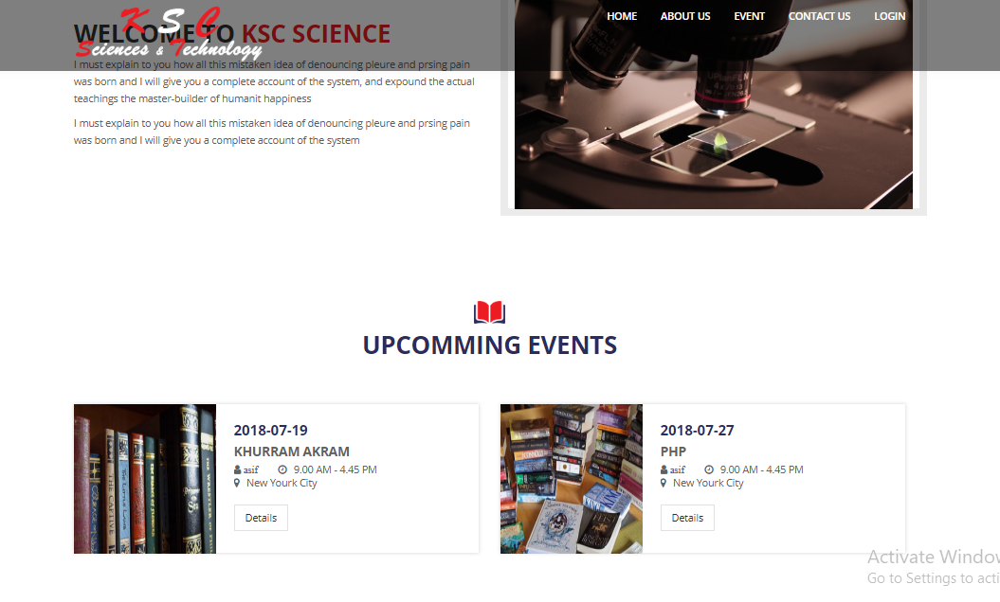 K S C
Sciences & Technology
HOME ABOUT US EVENT CONTACT US LOGIN
WELCOME TO KSC SCIENCE
I must explain to you how all this mistaken idea of denouncing pleure and prsing pain
was born and I will give you a complete account of the system, and expound the actual
teachings the master-builder of humanit happiness
I must explain to you how all this mistaken idea of denouncing pleure and prsing pain
was born and I will give you a complete account of the system
UPCOMMING EVENTS
2018-07-19
KHURRAM AKRAM
asif 9.00 AM - 4.45 PM
New Yourk City
Details
2018-07-27
PHP
asif 9.00 AM - 4.45 PM
New Yourk City
Details
Activate Window
Go to Settings to acti